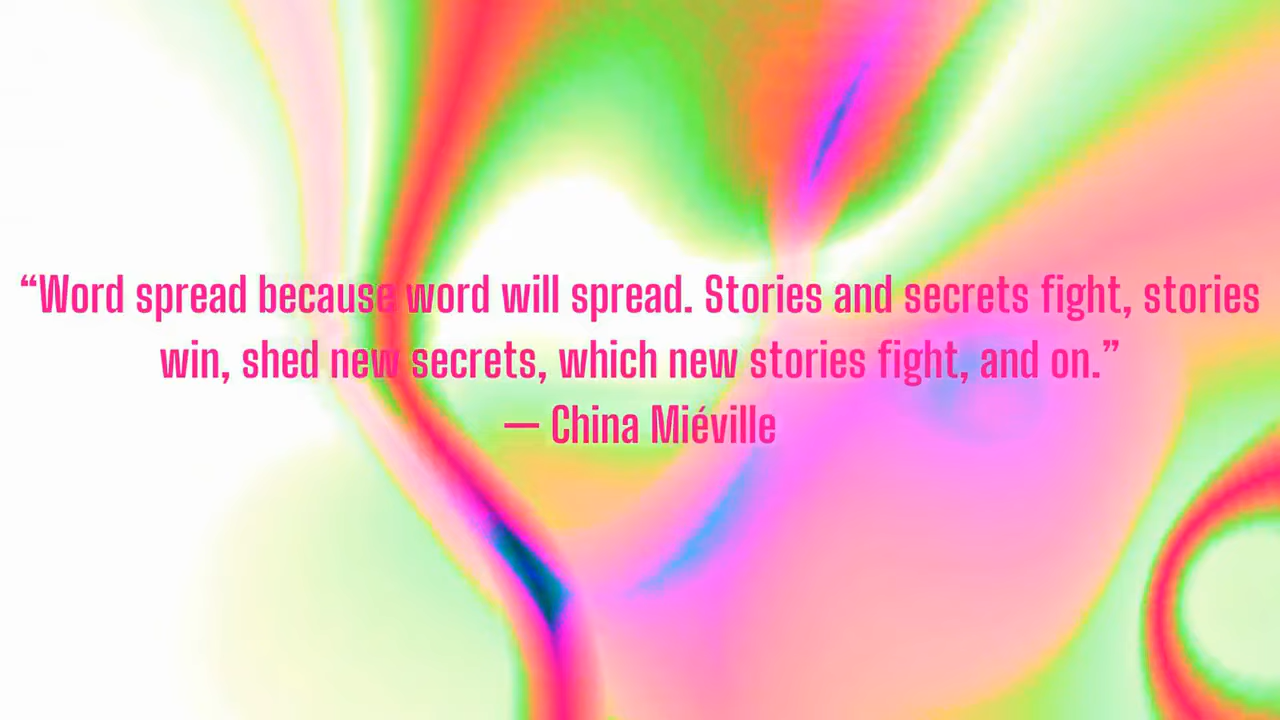 “Word spread because word will spread. Stories and secrets fight, stories
win, shed new secrets, which new stories fight, and on.”
— China Miéville